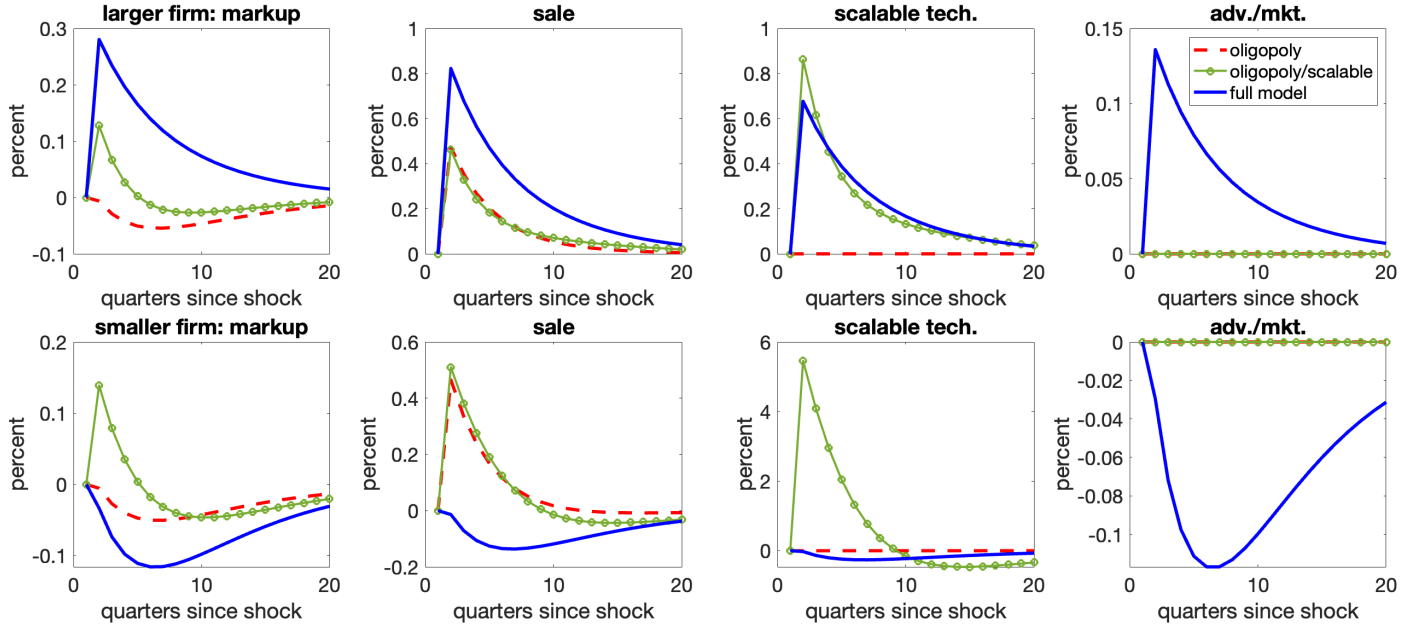 larger firm: markup
0.3
0.2
0.1
0
-0.1
percent
0
10
20
quarters since shock
sale
1
0.8
0.6
0.4
0.2
0
percent
0
10
20
quarters since shock
scalable tech.
1
0.8
0.6
0.4
0.2
0
percent
0
10
20
quarters since shock
adv./mkt.
0.15
0.1
0.05
0
percent
0
10
20
quarters since shock
oligopoly
oligopoly/scalable
full model
smaller firm: markup
0.2
0.1
0
-0.1
percent
0
10
20
quarters since shock
sale
0.6
0.4
0.2
0
-0.2
percent
0
10
20
quarters since shock
scalable tech.
6
4
2
0
percent
0
10
20
quarters since shock
adv./mkt.
0
-0.02
-0.04
-0.06
-0.08
-0.1
percent
0
10
20
quarters since shock